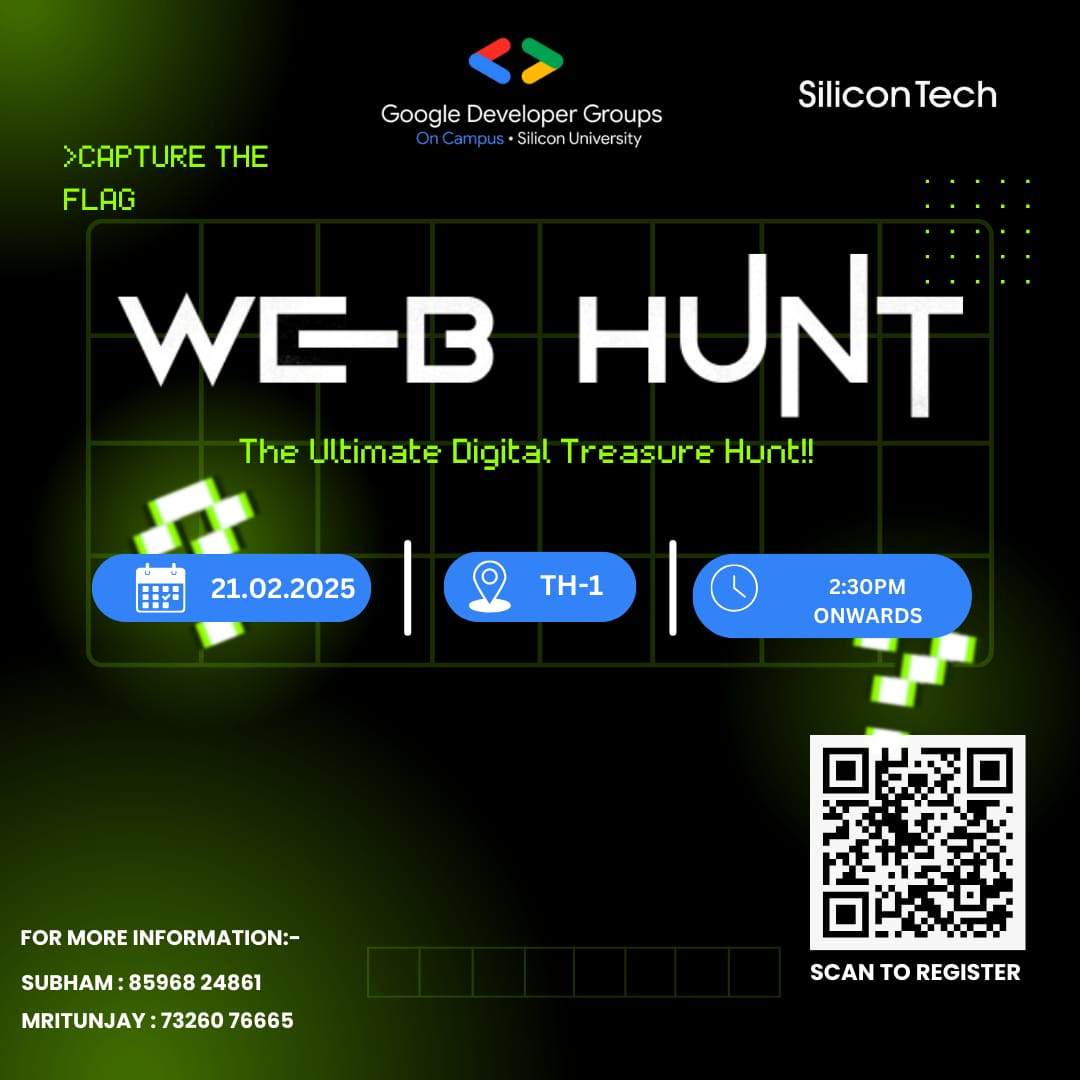 Google Developer Groups
On Campus • Silicon University
SiliconTech
>CAPTURE THE
FLAG
WEB HUNT
The Ultimate Digital Treasure Hunt!!
21.02.2025
TH-1
2:30PM
ONWARDS
FOR MORE INFORMATION:-
SUBHAM : 85968 24861
MRITUNJAY : 73260 76665
SCAN TO REGISTER